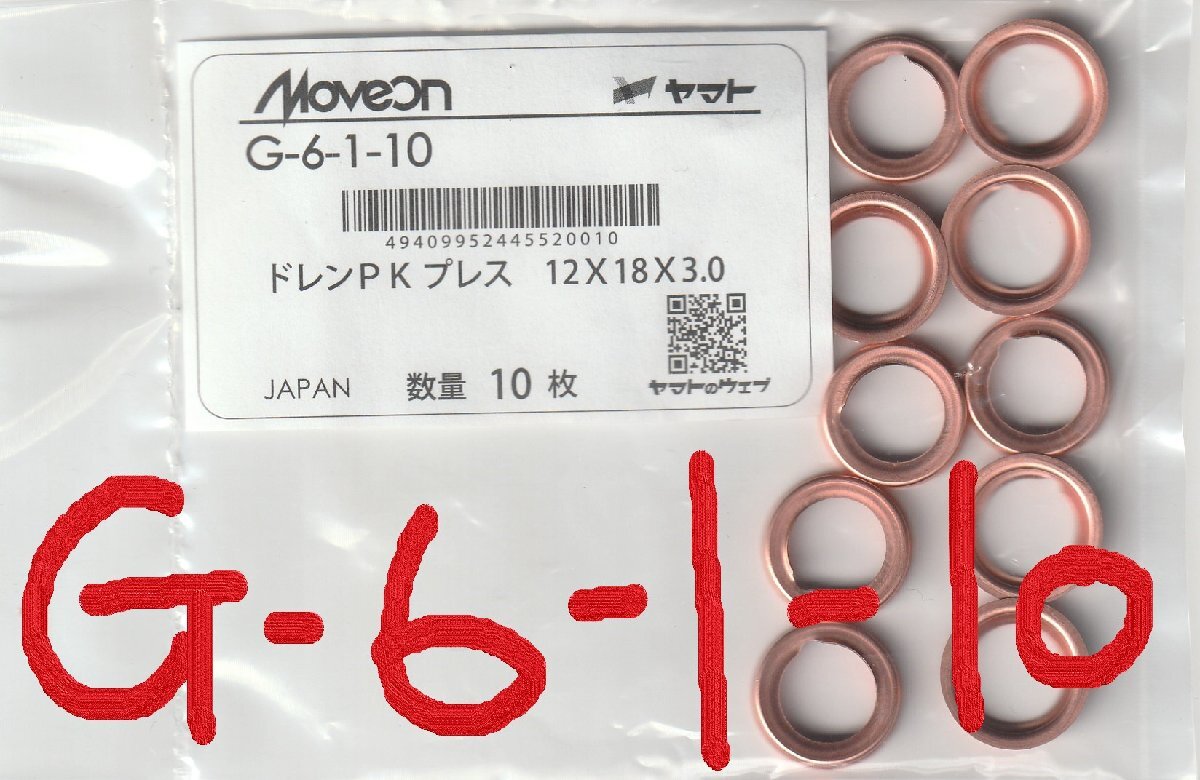 Moveon ヤマト
G-6-1-10
49409952445520010
ドレンPKプレス 12X18X3.0
ヤマトのウェブ
JAPAN 数量 10 枚
G-6-1-10